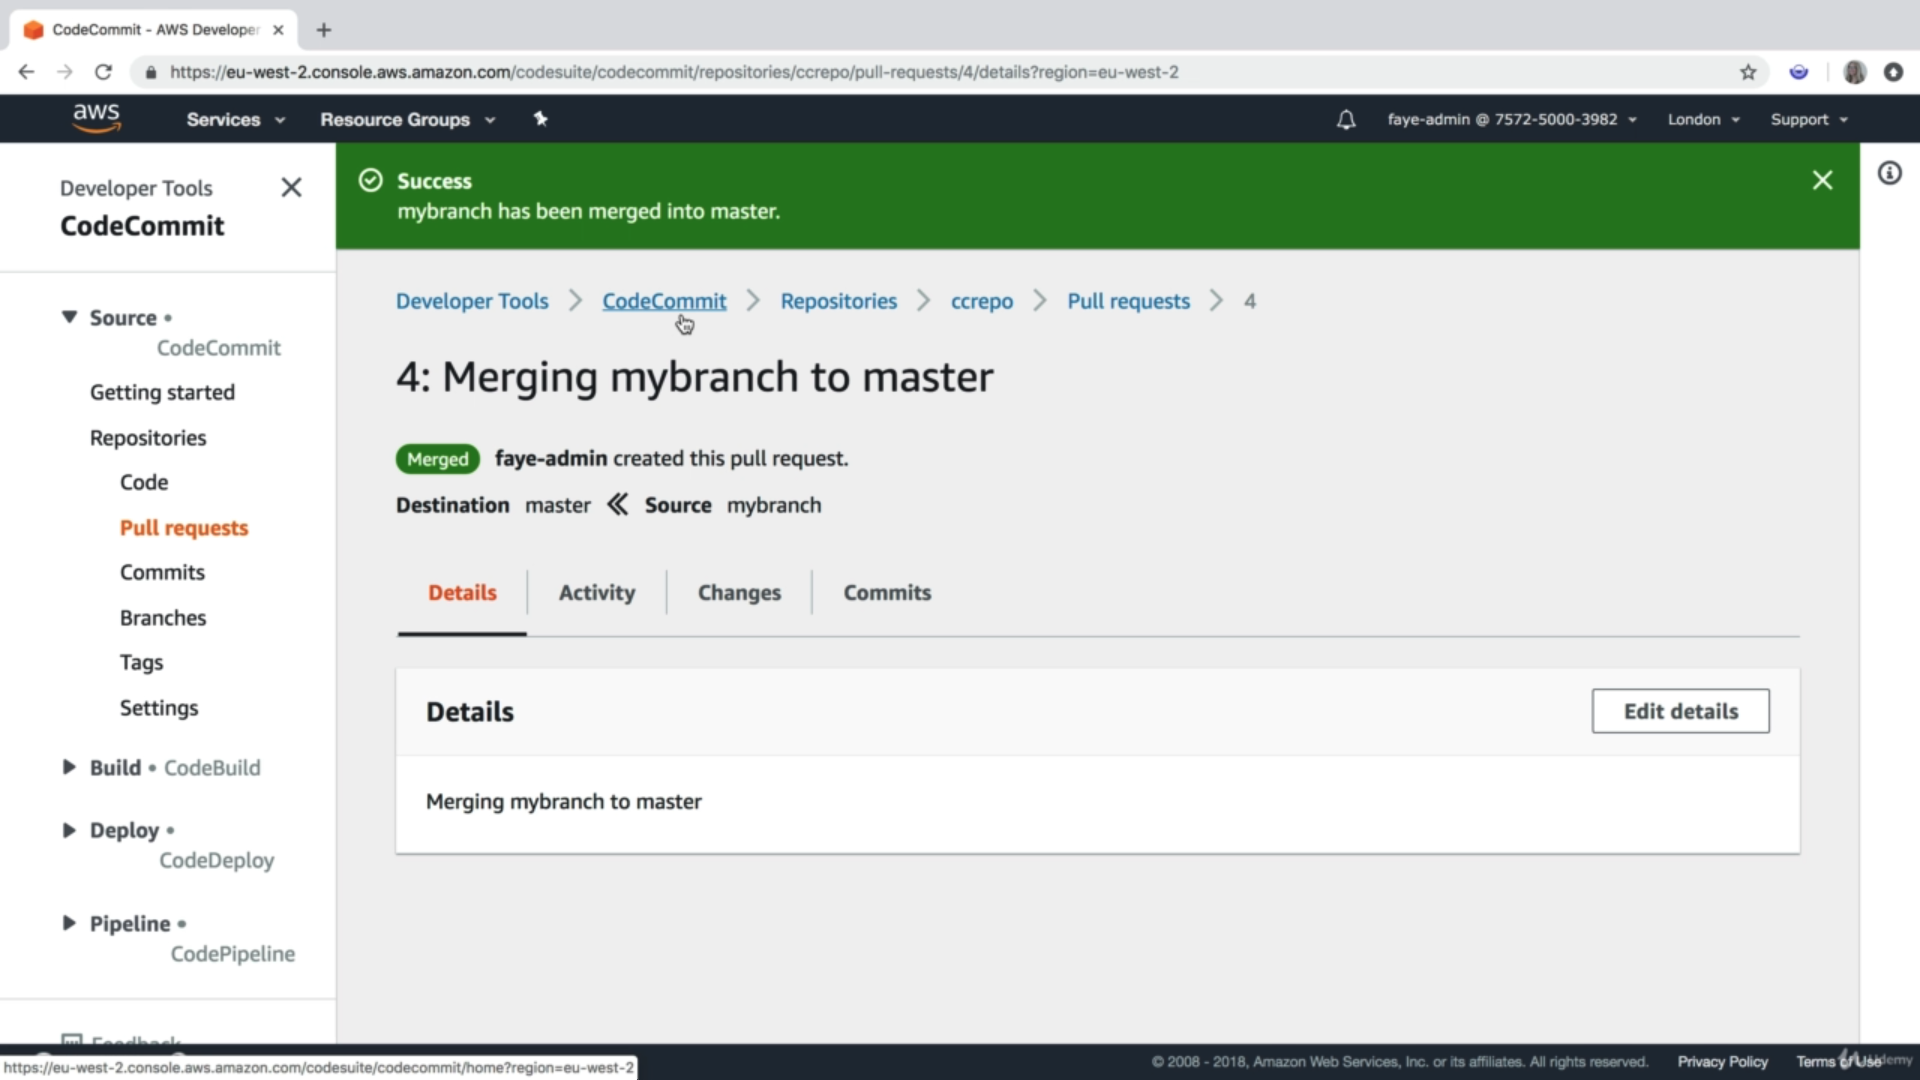 CodeCommit - AWS Developer
https://eu-west-2.console.aws.amazon.com/codesuite/codecommit/repositories/ccrepo/pull-requests/4/details?region=eu-west-2
aws Services Resource Groups faye-admin @ 7572-5000-3982 London Support
Developer Tools
CodeCommit
Source •
CodeCommit
Getting started
Repositories
Code
Pull requests
Commits
Branches
Tags
Settings
Build • CodeBuild
Deploy •
CodeDeploy
Pipeline •
CodePipeline
Feedback
Success
mybranch has been merged into master.
Developer Tools > CodeCommit > Repositories > ccrepo > Pull requests > 4
4: Merging mybranch to master
Merged faye-admin created this pull request.
Destination master « Source mybranch
Details Activity Changes Commits
Details
Edit details
Merging mybranch to master
https://eu-west-2.console.aws.amazon.com/codesuite/codecommit/home?region=eu-west-2
© 2008 - 2018, Amazon Web Services, Inc. or its affiliates. All rights reserved. Privacy Policy Terms of Use